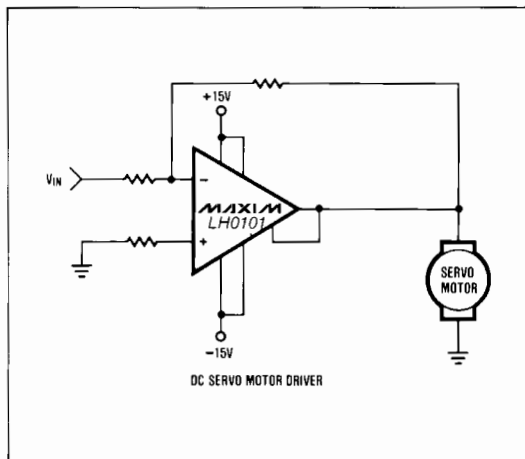 +15V
VIN
−
MAXIM
LH0101
+
SERVO
MOTOR
−15V
DC SERVO MOTOR DRIVER